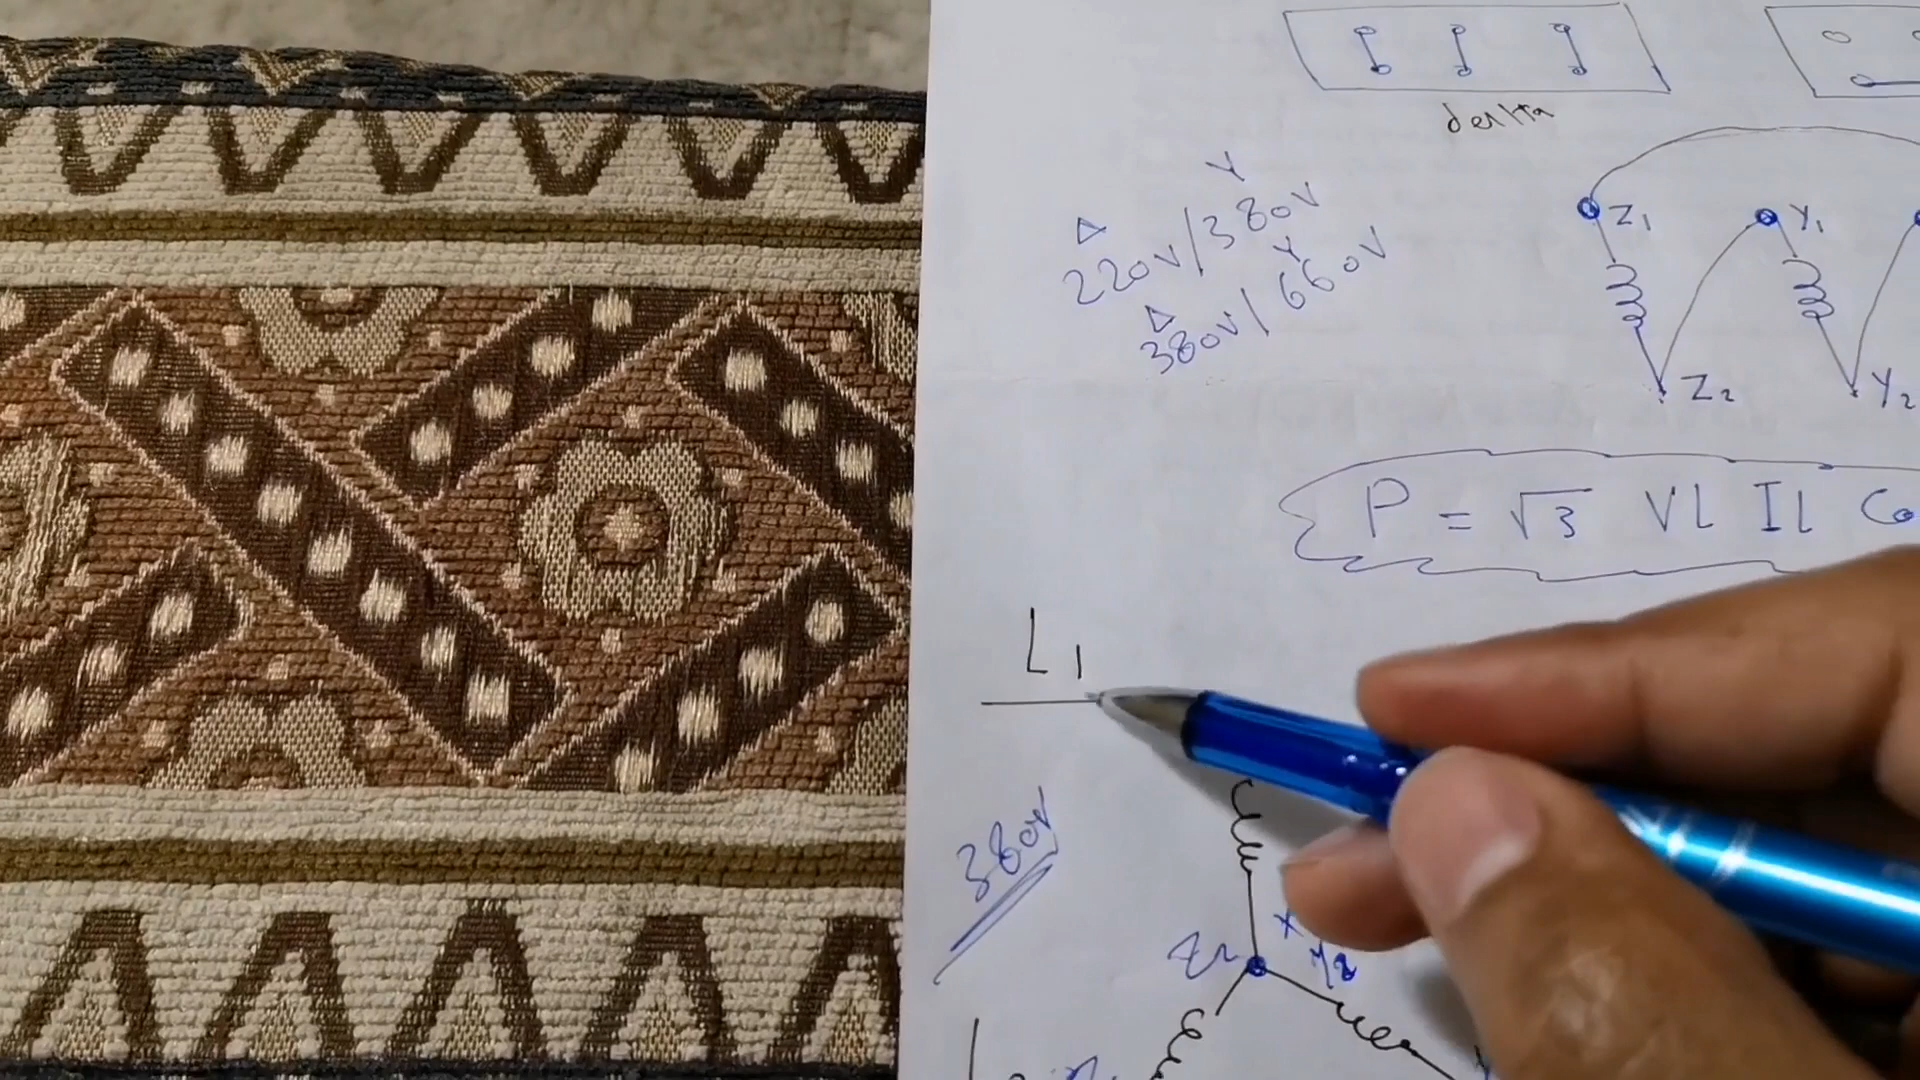 delta
Δ Y
220V/380V
Δ Y
380V/660V
Z1 Y1
Z2 Y2
P = √3 VL IL Co
L1
380V
Z2 Y2